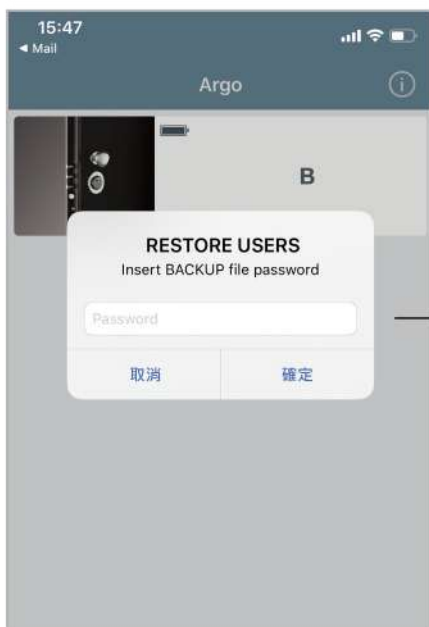 15:47
◀ Mail
Argo
B
RESTORE USERS
Insert BACKUP file password
Password
取消
確定